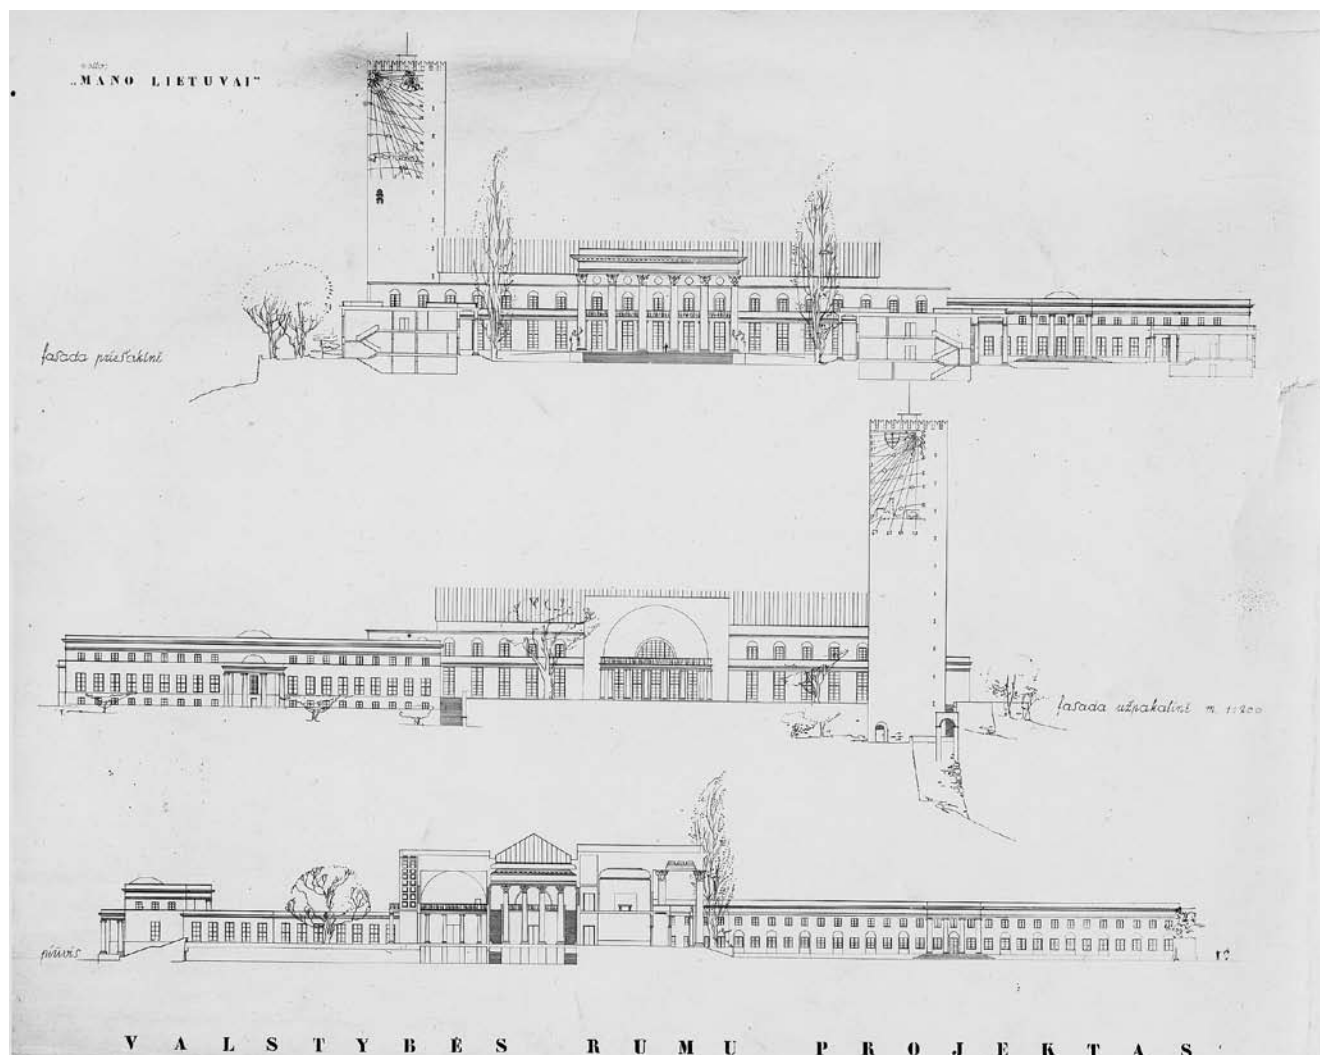 „MANO LIETUVAI"
fasada priešakinė
fasada užpakalinė m. 1:200
pjūvis
VALSTYBĖS RUMU PROJEKTAS